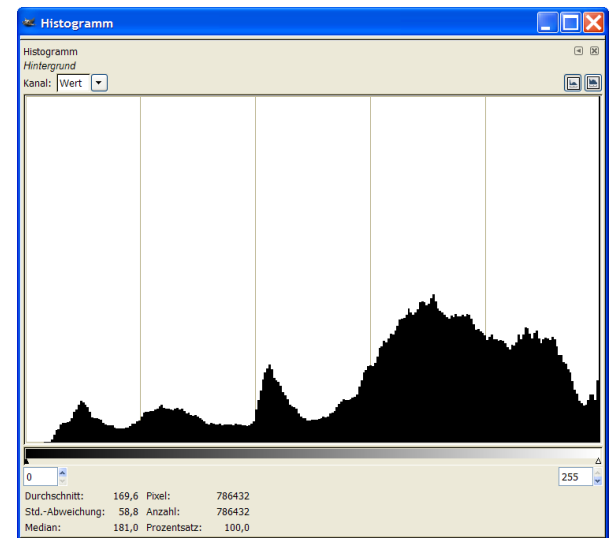 Histogramm
Histogramm
Hintergrund
Kanal: Wert
0 255
Durchschnitt: 169,6 Pixel: 786432
Std.-Abweichung: 58,8 Anzahl: 786432
Median: 181,0 Prozentsatz: 100,0